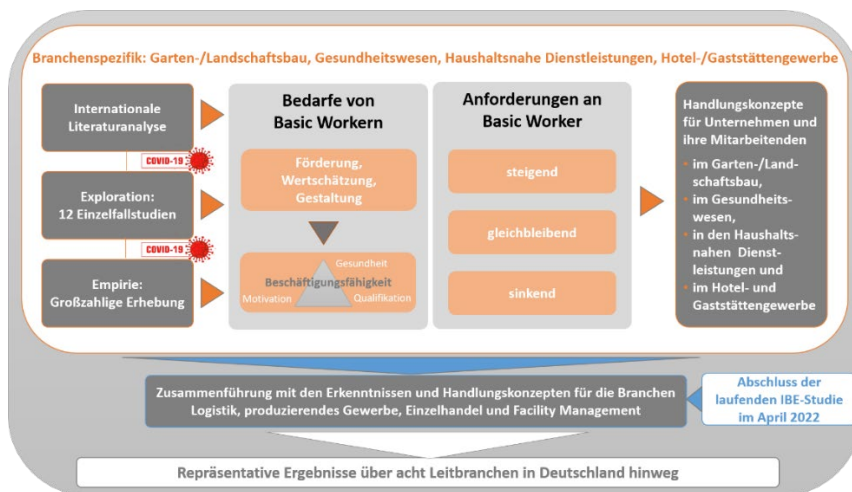 Branchenspezifik: Garten-/Landschaftsbau, Gesundheitswesen, Haushaltsnahe Dienstleistungen, Hotel-/Gaststättengewerbe
Internationale
Literaturanalyse
COVID-19
Exploration:
12 Einzelfallstudien
COVID-19
Empirie:
Großzahlige Erhebung
Bedarfe von
Basic Workern
Förderung,
Wertschätzung,
Gestaltung
Gesundheit
Beschäftigungsfähigkeit
Motivation
Qualifikation
Anforderungen an
Basic Worker
steigend
gleichbleibend
sinkend
Handlungskonzepte
für Unternehmen und
ihre Mitarbeitenden
• im Garten-/Land-
schaftsbau,
• im Gesundheits-
wesen,
• in den Haushalts-
nahen Dienst-
leistungen und
• im Hotel- und
Gaststättengewerbe
Zusammenführung mit den Erkenntnissen und Handlungskonzepten für die Branchen
Logistik, produzierendes Gewerbe, Einzelhandel und Facility Management
Abschluss der
laufenden IBE-Studie
im April 2022
Repräsentative Ergebnisse über acht Leitbranchen in Deutschland hinweg